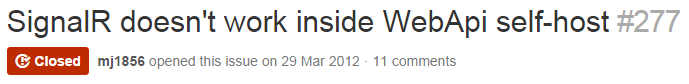 SignalR doesn't work inside WebApi self-host #277
Closed mj1856 opened this issue on 29 Mar 2012 · 11 comments